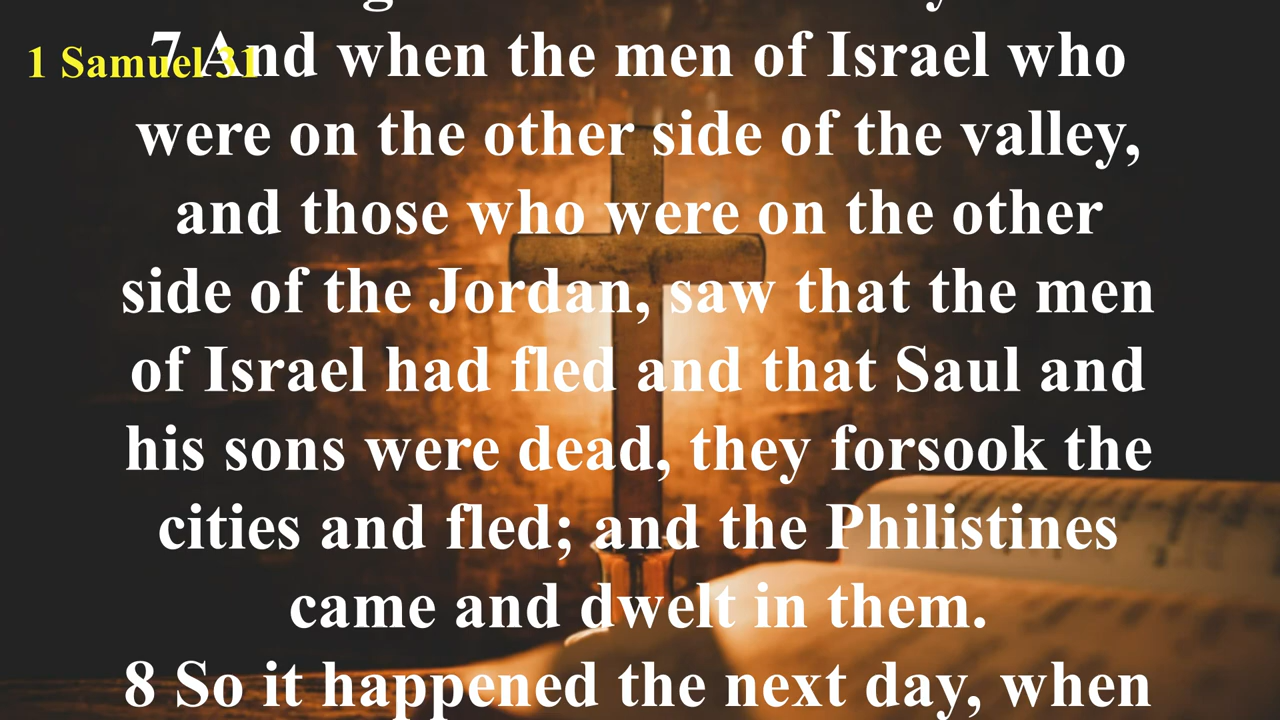 1 Samuel 31
7 And when the men of Israel who
were on the other side of the valley,
and those who were on the other
side of the Jordan, saw that the men
of Israel had fled and that Saul and
his sons were dead, they forsook the
cities and fled; and the Philistines
came and dwelt in them.
8 So it happened the next day, when